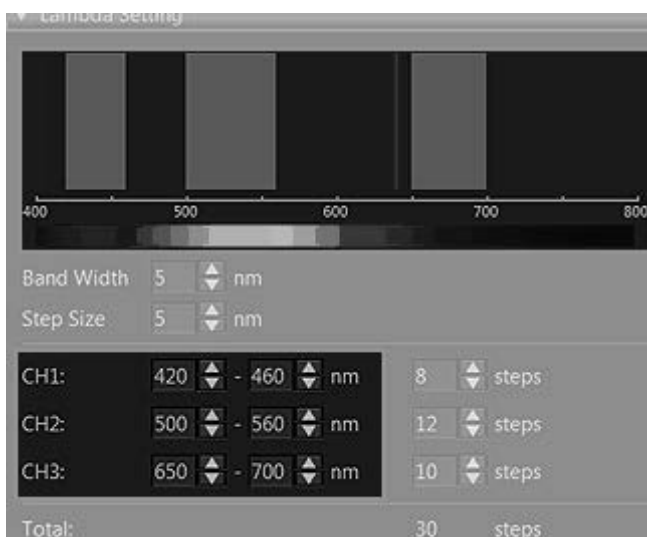 Lambda Setting
400 500 600 700 800
Band Width 5 nm
Step Size 5 nm
CH1: 420 - 460 nm 8 steps
CH2: 500 - 560 nm 12 steps
CH3: 650 - 700 nm 10 steps
Total: 30 steps